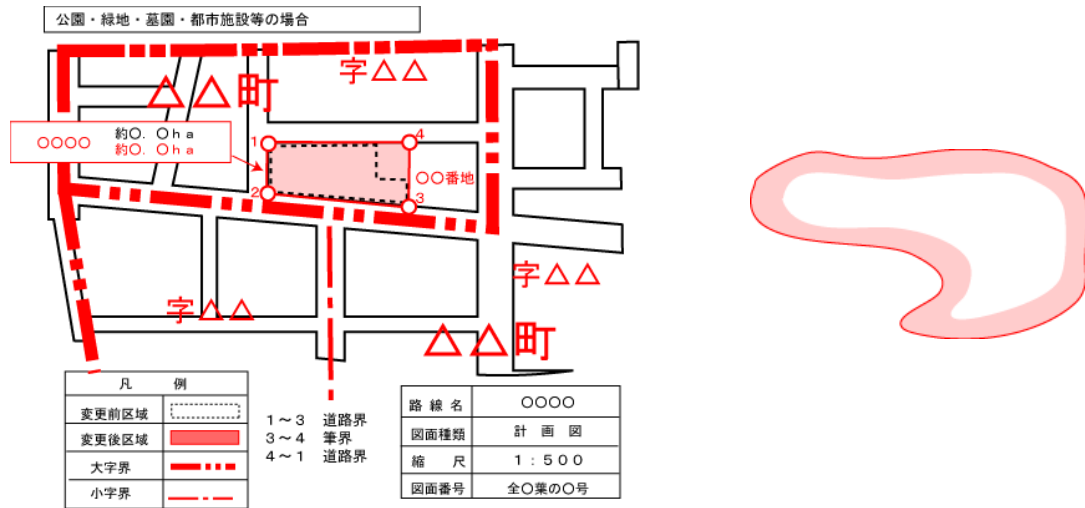 公園・緑地・墓園・都市施設等の場合
字△△
△△町
○○○○ 約○.○ha
約○.○ha
1
4
○○番地
2
3
字△△
字△△
△△町
凡 例
変更前区域
変更後区域
大字界
小字界
1～3 道路界
3～4 筆界
4～1 道路界
路線名 ○○○○
図面種類 計画図
縮尺 1:500
図面番号 全○葉の○号